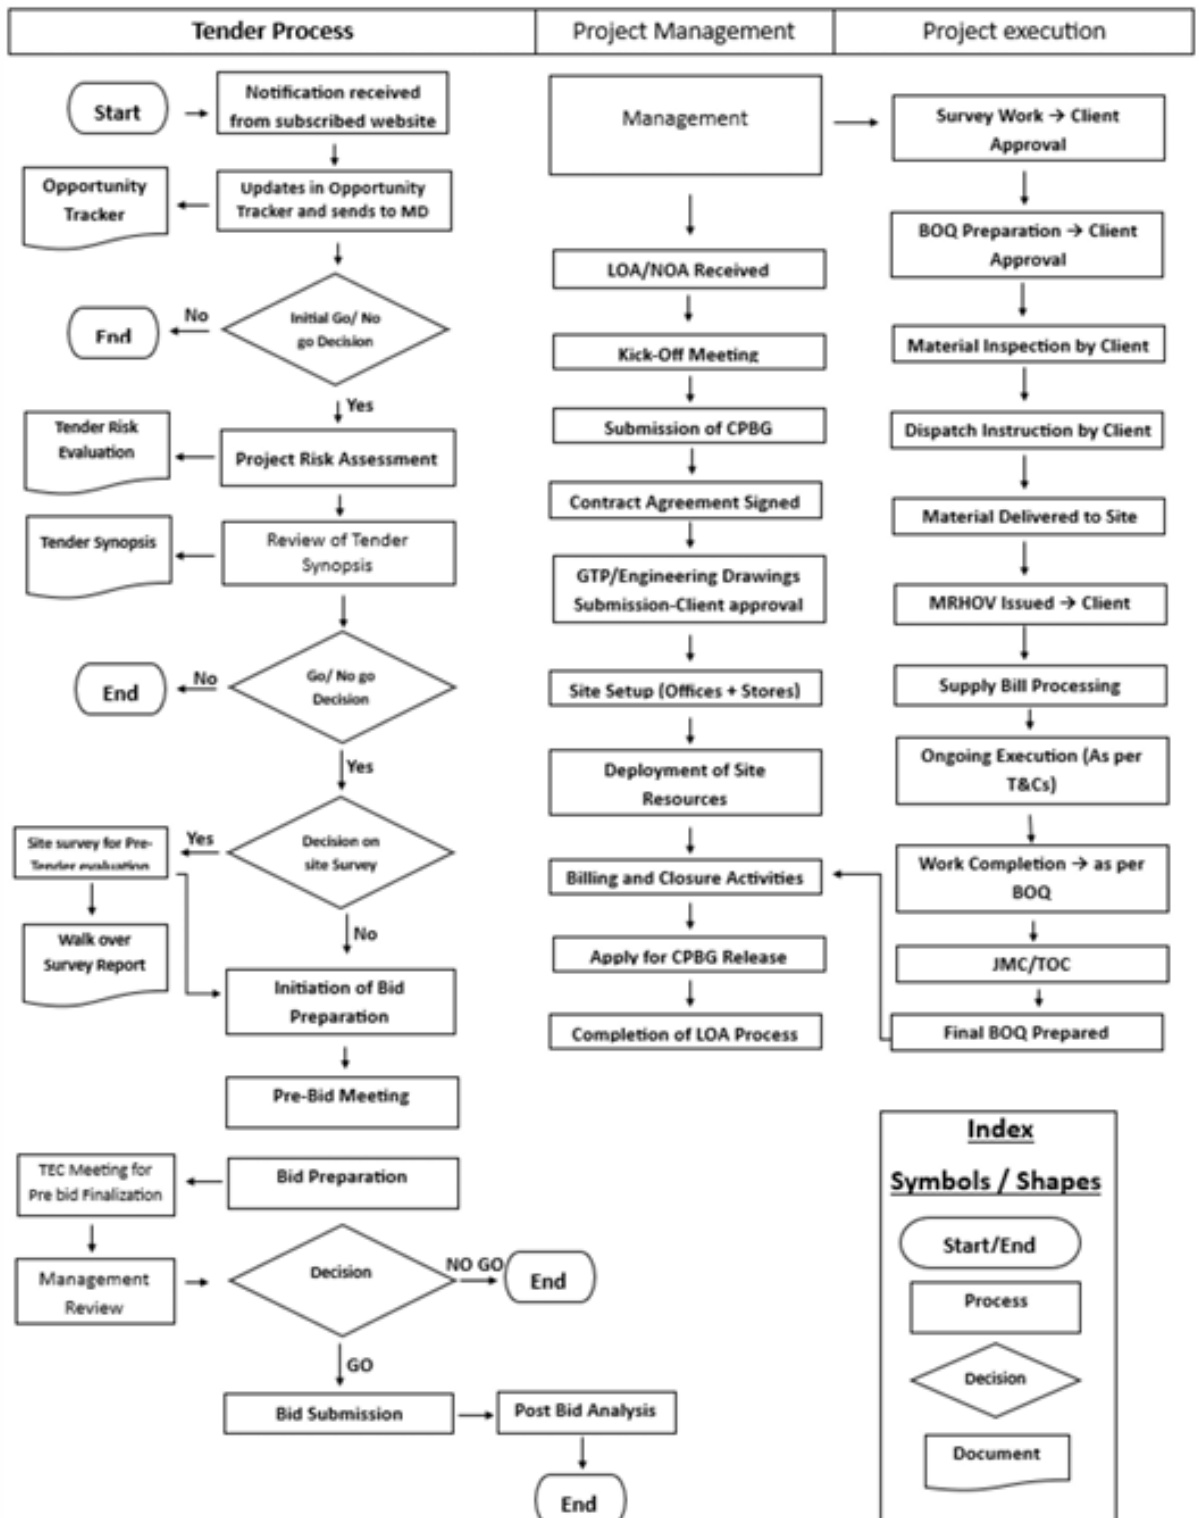 Tender Process
Project Management
Project execution
Start
Notification received
from subscribed website
Opportunity
Tracker
Updates in Opportunity
Tracker and sends to MD
No
End
Initial Go/ No
go Decision
Yes
Tender Risk
Evaluation
Project Risk Assessment
Tender Synopsis
Review of Tender
Synopsis
End
No
Go/ No go
Decision
Yes
Site survey for Pre-
Tender evaluation
Yes
Decision on
site Survey
No
Walk over
Survey Report
Initiation of Bid
Preparation
Pre-Bid Meeting
TEC Meeting for
Pre bid Finalization
Bid Preparation
Management
Review
Decision
NO GO
End
GO
Bid Submission
Post Bid Analysis
End
Management
LOA/NOA Received
Kick-Off Meeting
Submission of CPBG
Contract Agreement Signed
GTP/Engineering Drawings
Submission-Client approval
Site Setup (Offices + Stores)
Deployment of Site
Resources
Billing and Closure Activities
Apply for CPBG Release
Completion of LOA Process
Survey Work → Client
Approval
BOQ Preparation → Client
Approval
Material Inspection by Client
Dispatch Instruction by Client
Material Delivered to Site
MRHOV Issued → Client
Supply Bill Processing
Ongoing Execution (As per
T&Cs)
Work Completion → as per
BOQ
JMC/TOC
Final BOQ Prepared
Index
Symbols / Shapes
Start/End
Process
Decision
Document